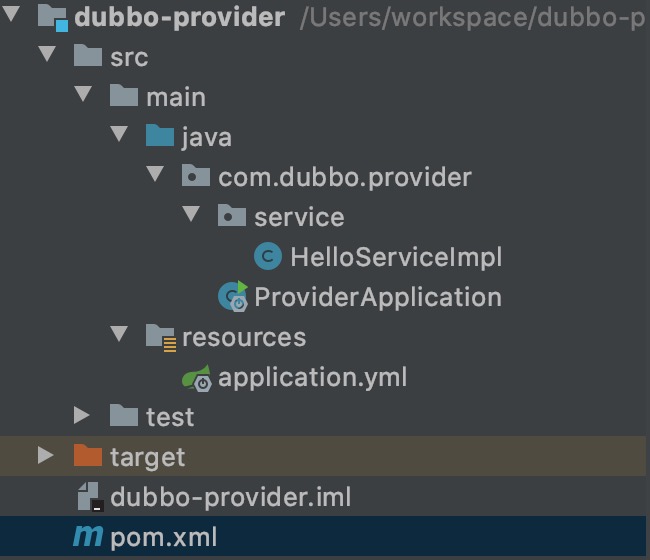 dubbo-provider /Users/workspace/dubbo-p
src
main
java
com.dubbo.provider
service
HelloServiceImpl
ProviderApplication
resources
application.yml
test
target
dubbo-provider.iml
pom.xml